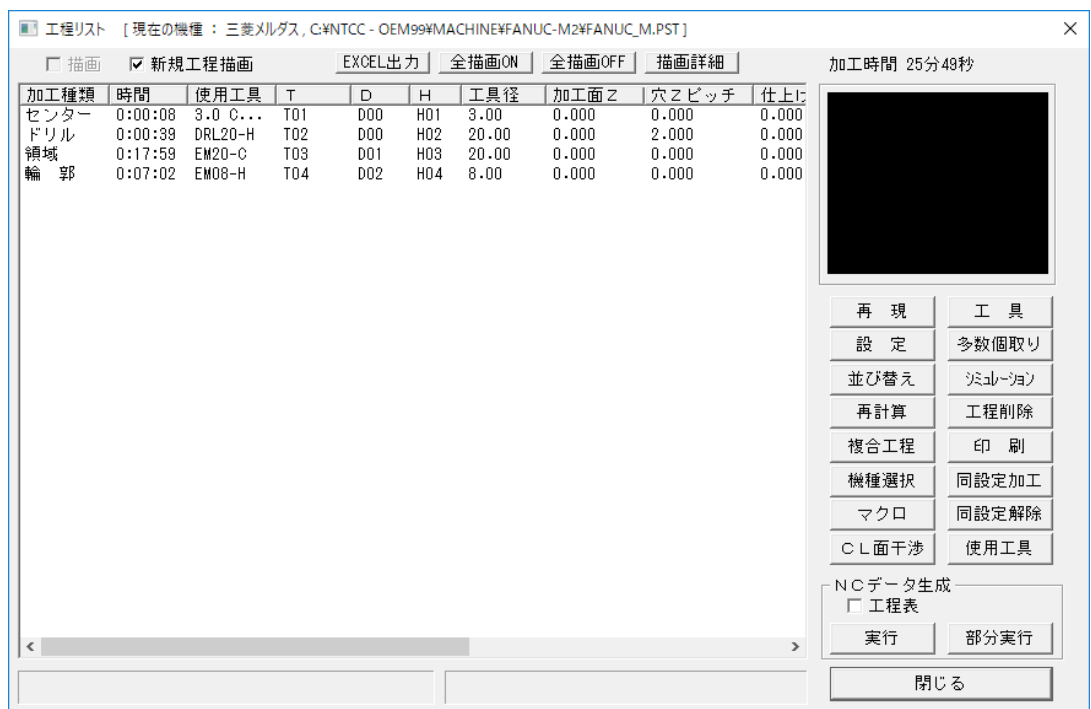 工程リスト [ 現在の機種 : 三菱メルダス , C:¥NTCC - OEM99¥MACHINE¥FANUC-M2¥FANUC_M.PST ]
描画 新規工程描画 EXCEL出力 全描画ON 全描画OFF 描画詳細 加工時間 25分49秒
加工種類 時間 使用工具 T D H 工具径 加工面Z 穴Zピッチ 仕上げ
センター 0:00:08 3.0 C... T01 D00 H01 3.00 0.000 0.000 0.000
ドリル 0:00:39 DRL20-H T02 D00 H02 20.00 0.000 2.000 0.000
領域 0:17:59 EM20-C T03 D01 H03 20.00 0.000 0.000 0.000
輪 郭 0:07:02 EM08-H T04 D02 H04 8.00 0.000 0.000 0.000
再 現 工 具
設 定 多数個取り
並び替え シミュレーション
再計算 工程削除
複合工程 印 刷
機種選択 同設定加工
マクロ 同設定解除
CL面干渉 使用工具
NCデータ生成
工程表
実行 部分実行
閉じる